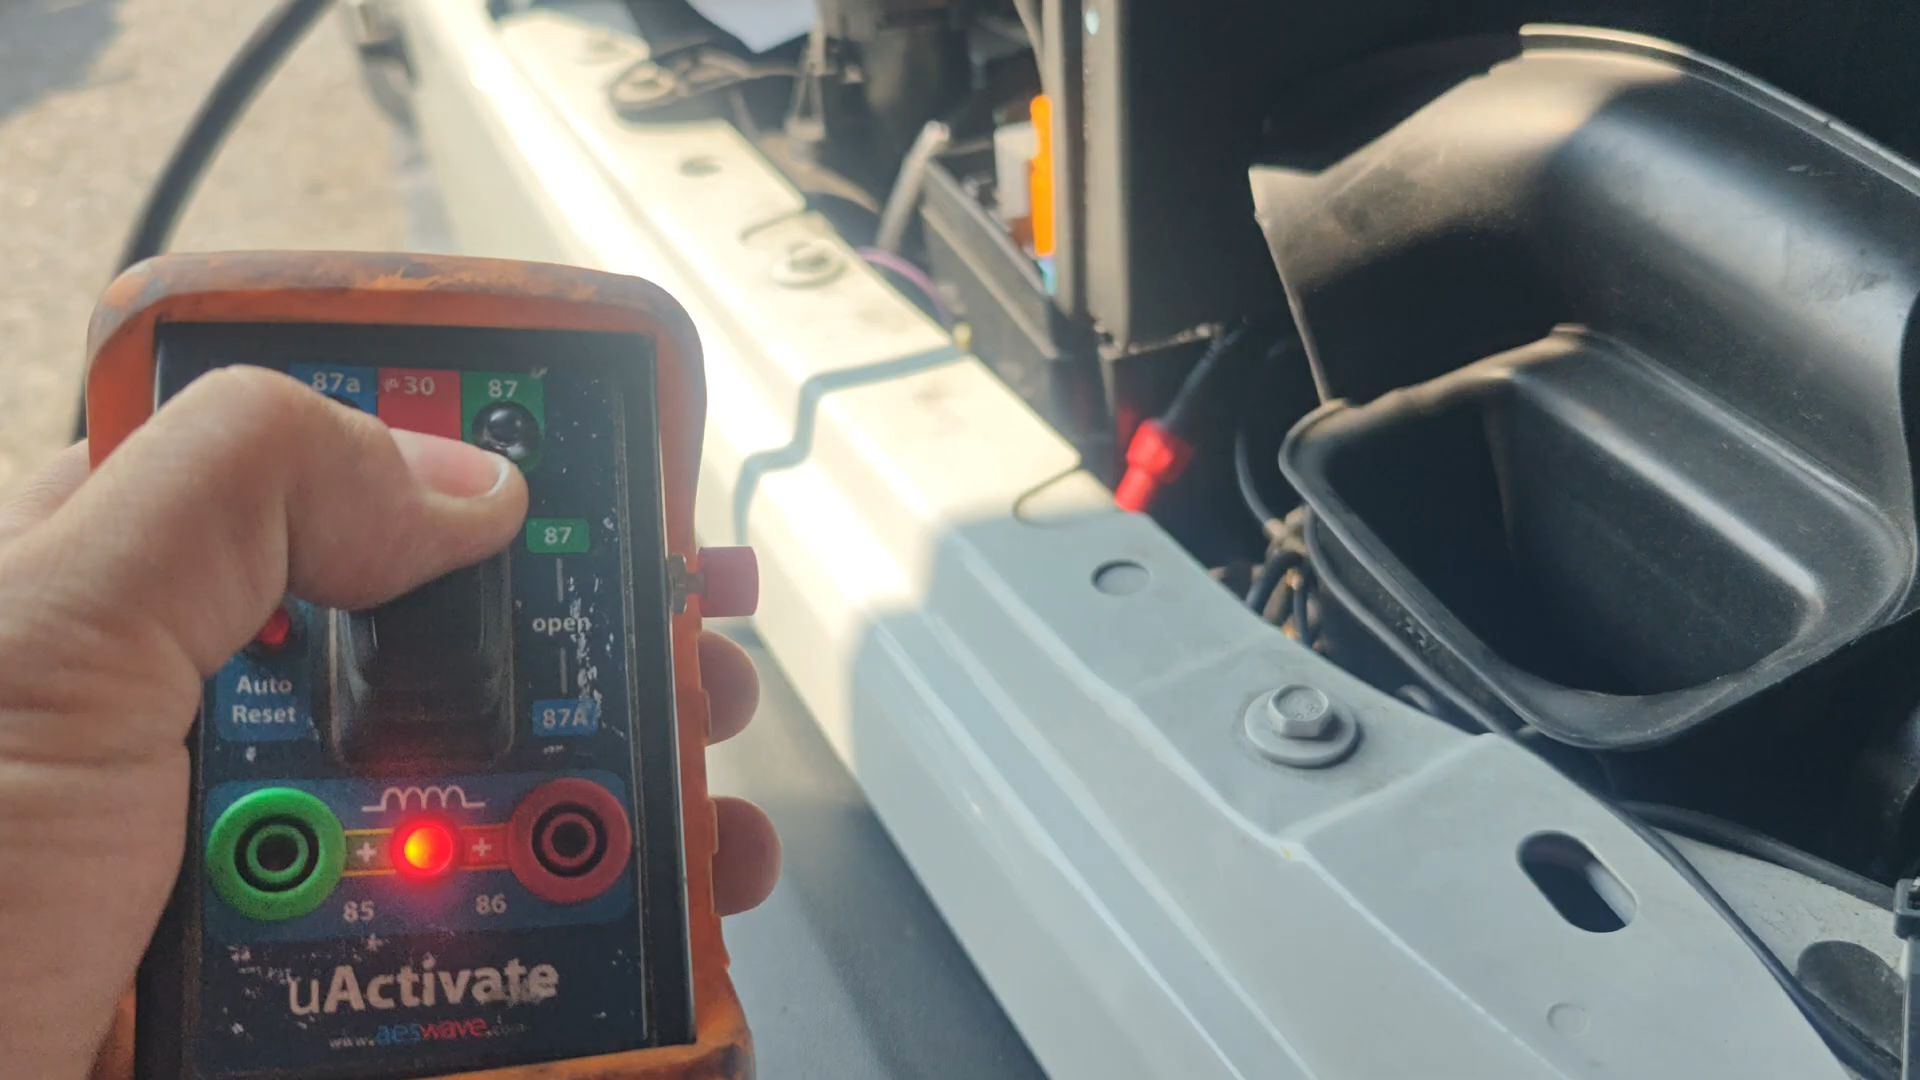 87a
30
87
87
open
87A
Auto
Reset
+
+
85
86
uActivate
www.aeswave.com